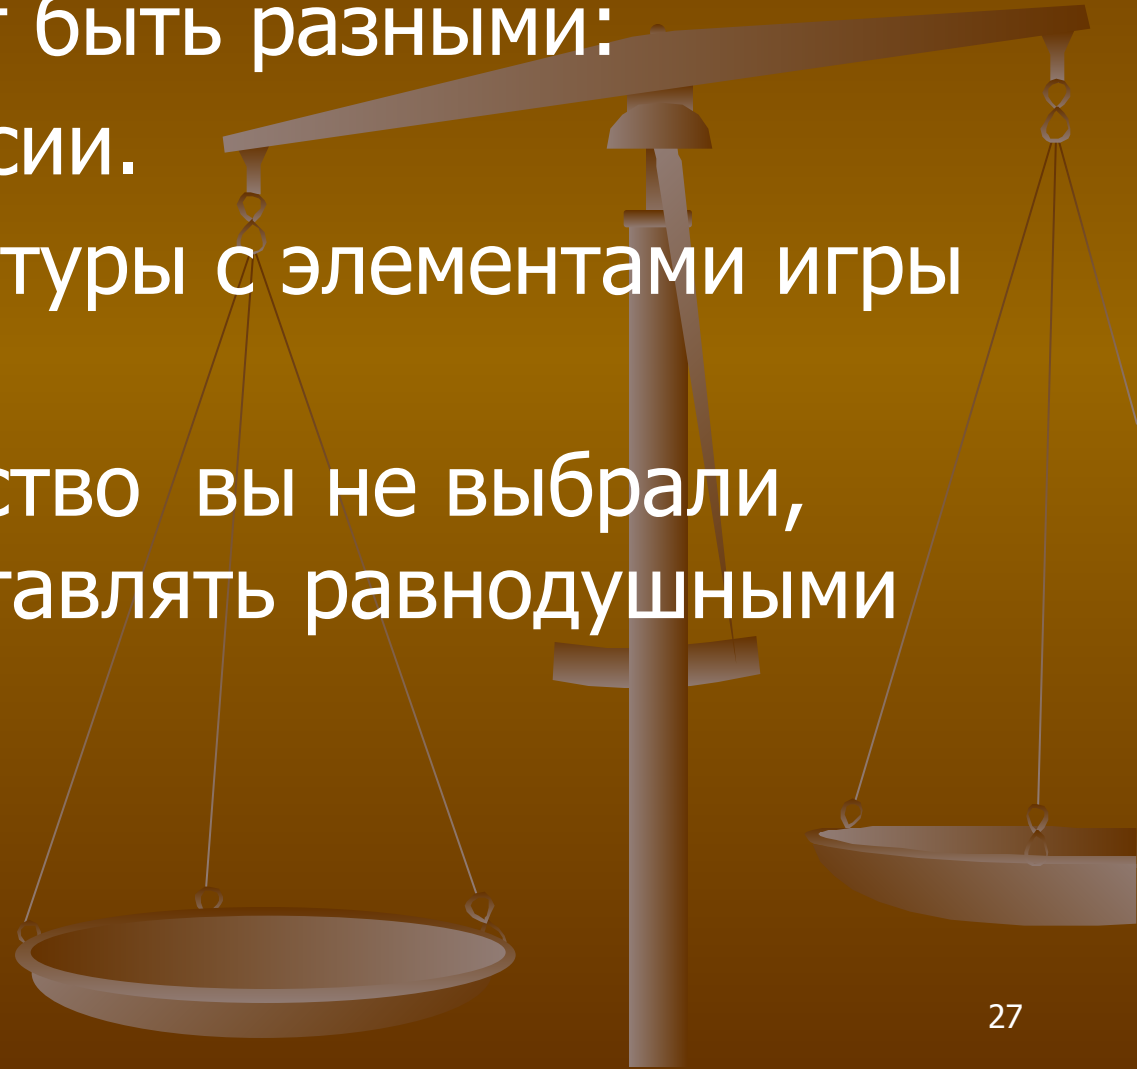 быть разными:
сии.
туры с элементами игры
ство вы не выбрали,
тавлять равнодушными
27